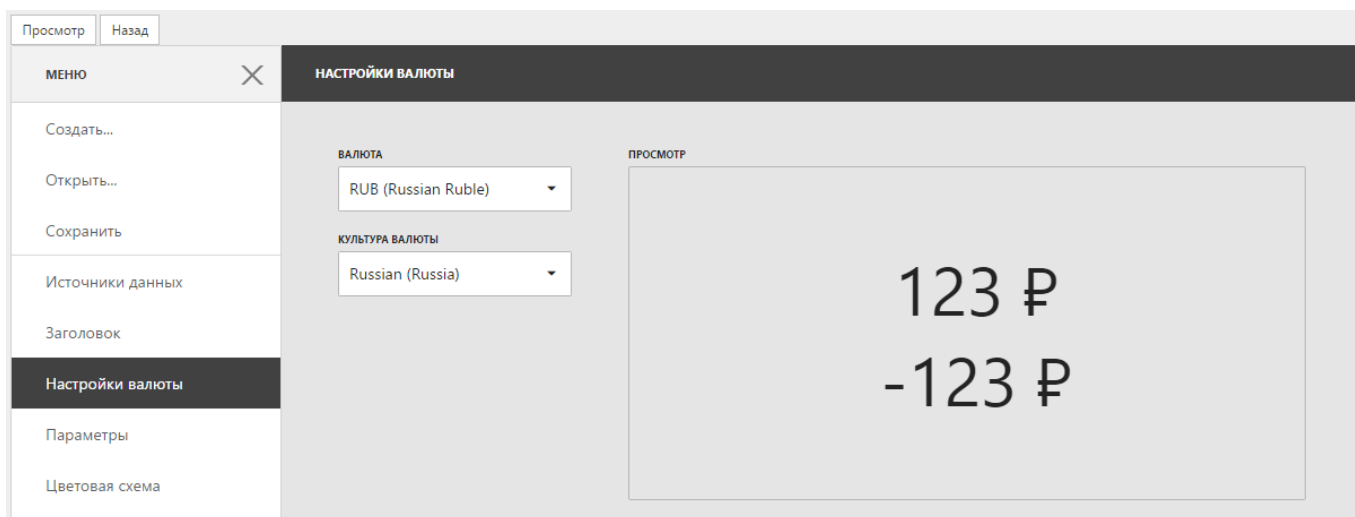 Просмотр
Назад
МЕНЮ
НАСТРОЙКИ ВАЛЮТЫ
Создать...
Открыть...
Сохранить
Источники данных
Заголовок
Настройки валюты
Параметры
Цветовая схема
ВАЛЮТА
RUB (Russian Ruble)
КУЛЬТУРА ВАЛЮТЫ
Russian (Russia)
ПРОСМОТР
123 ₽
-123 ₽